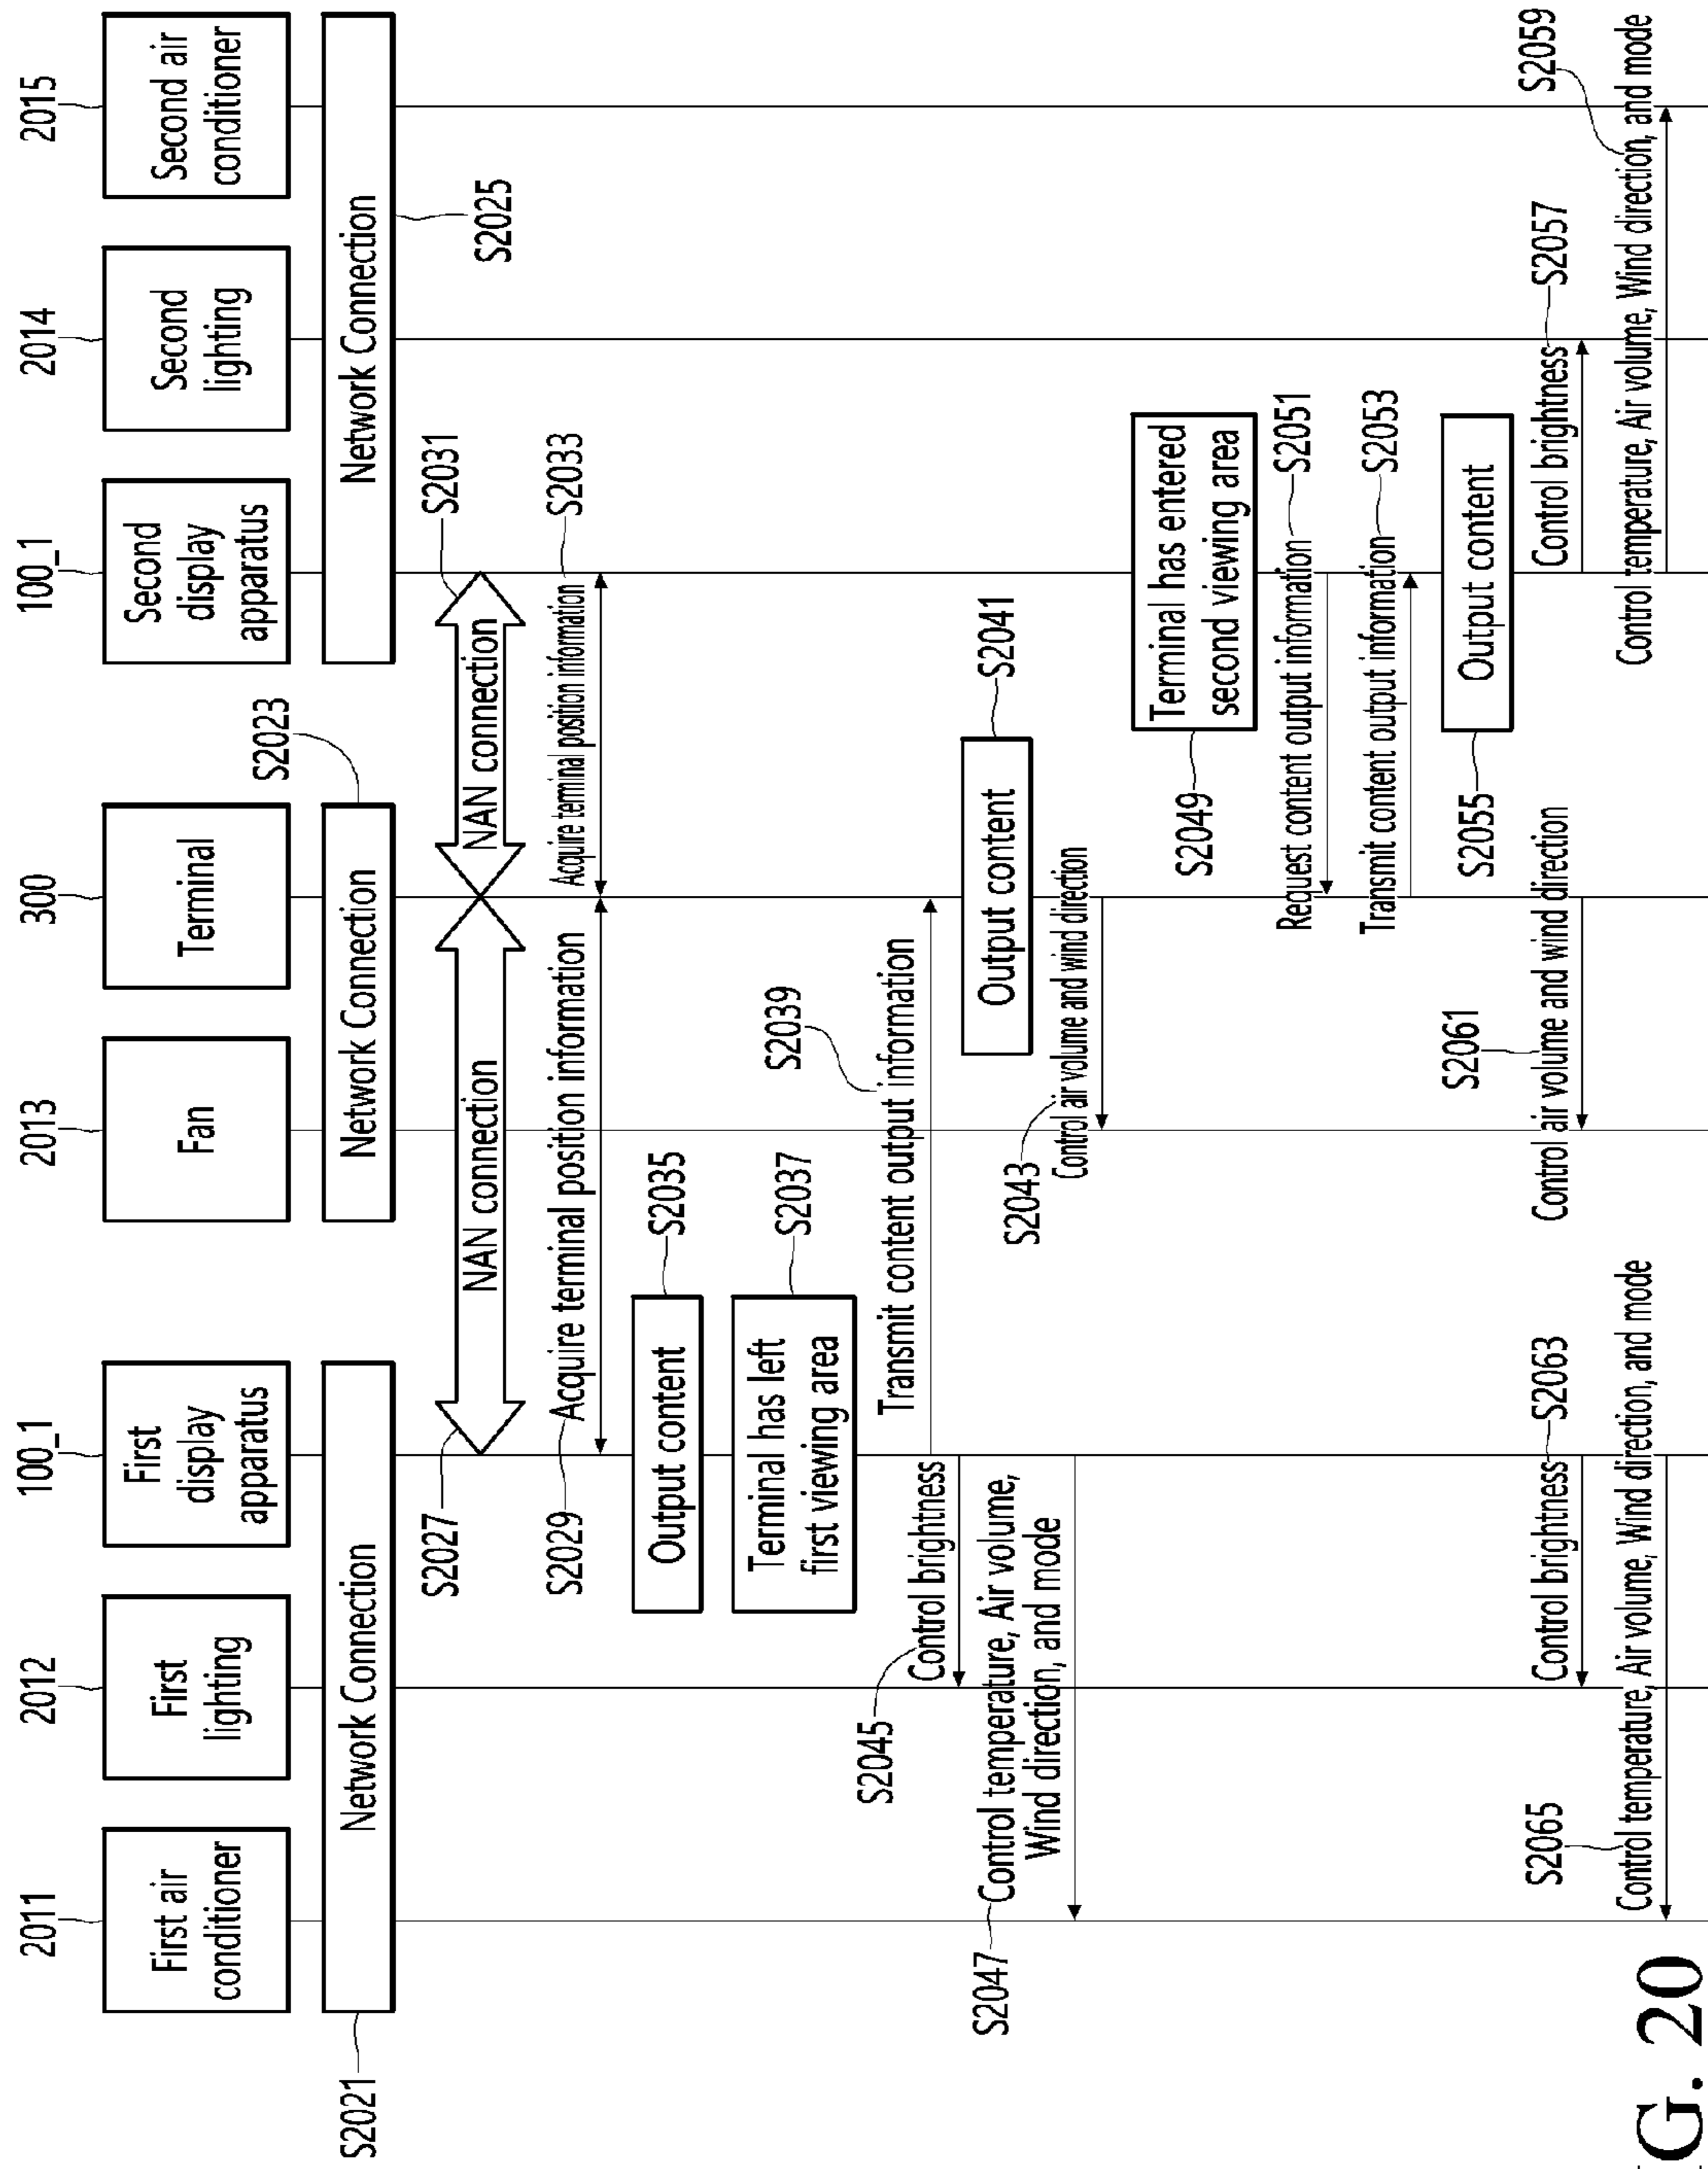 2011
2012
100_1
2013
300
100_1
2014
2015
First air
conditioner
First
lighting
First
display
apparatus
Fan
Terminal
Second
display
apparatus
Second
lighting
Second air
conditioner
S2021
Network Connection
Network Connection
S2023
Network Connection
S2025
S2027
NAN connection
NAN connection
S2031
S2029
Acquire terminal position information
Acquire terminal position information
S2033
Output content
S2035
Terminal has left
first viewing area
S2037
S2039
Transmit content output information
S2045
Control brightness
Output content
S2041
S2047
Control temperature, Air volume,
Wind direction, and mode
S2043
Control air volume and wind direction
Terminal has entered
second viewing area
S2049
Request content output information
S2051
Transmit content output information
S2053
Output content
S2055
Control brightness
S2063
S2061
Control air volume and wind direction
Control brightness
S2057
S2065
Control temperature, Air volume, Wind direction, and mode
Control temperature, Air volume, Wind direction, and mode
S2059
G. 20